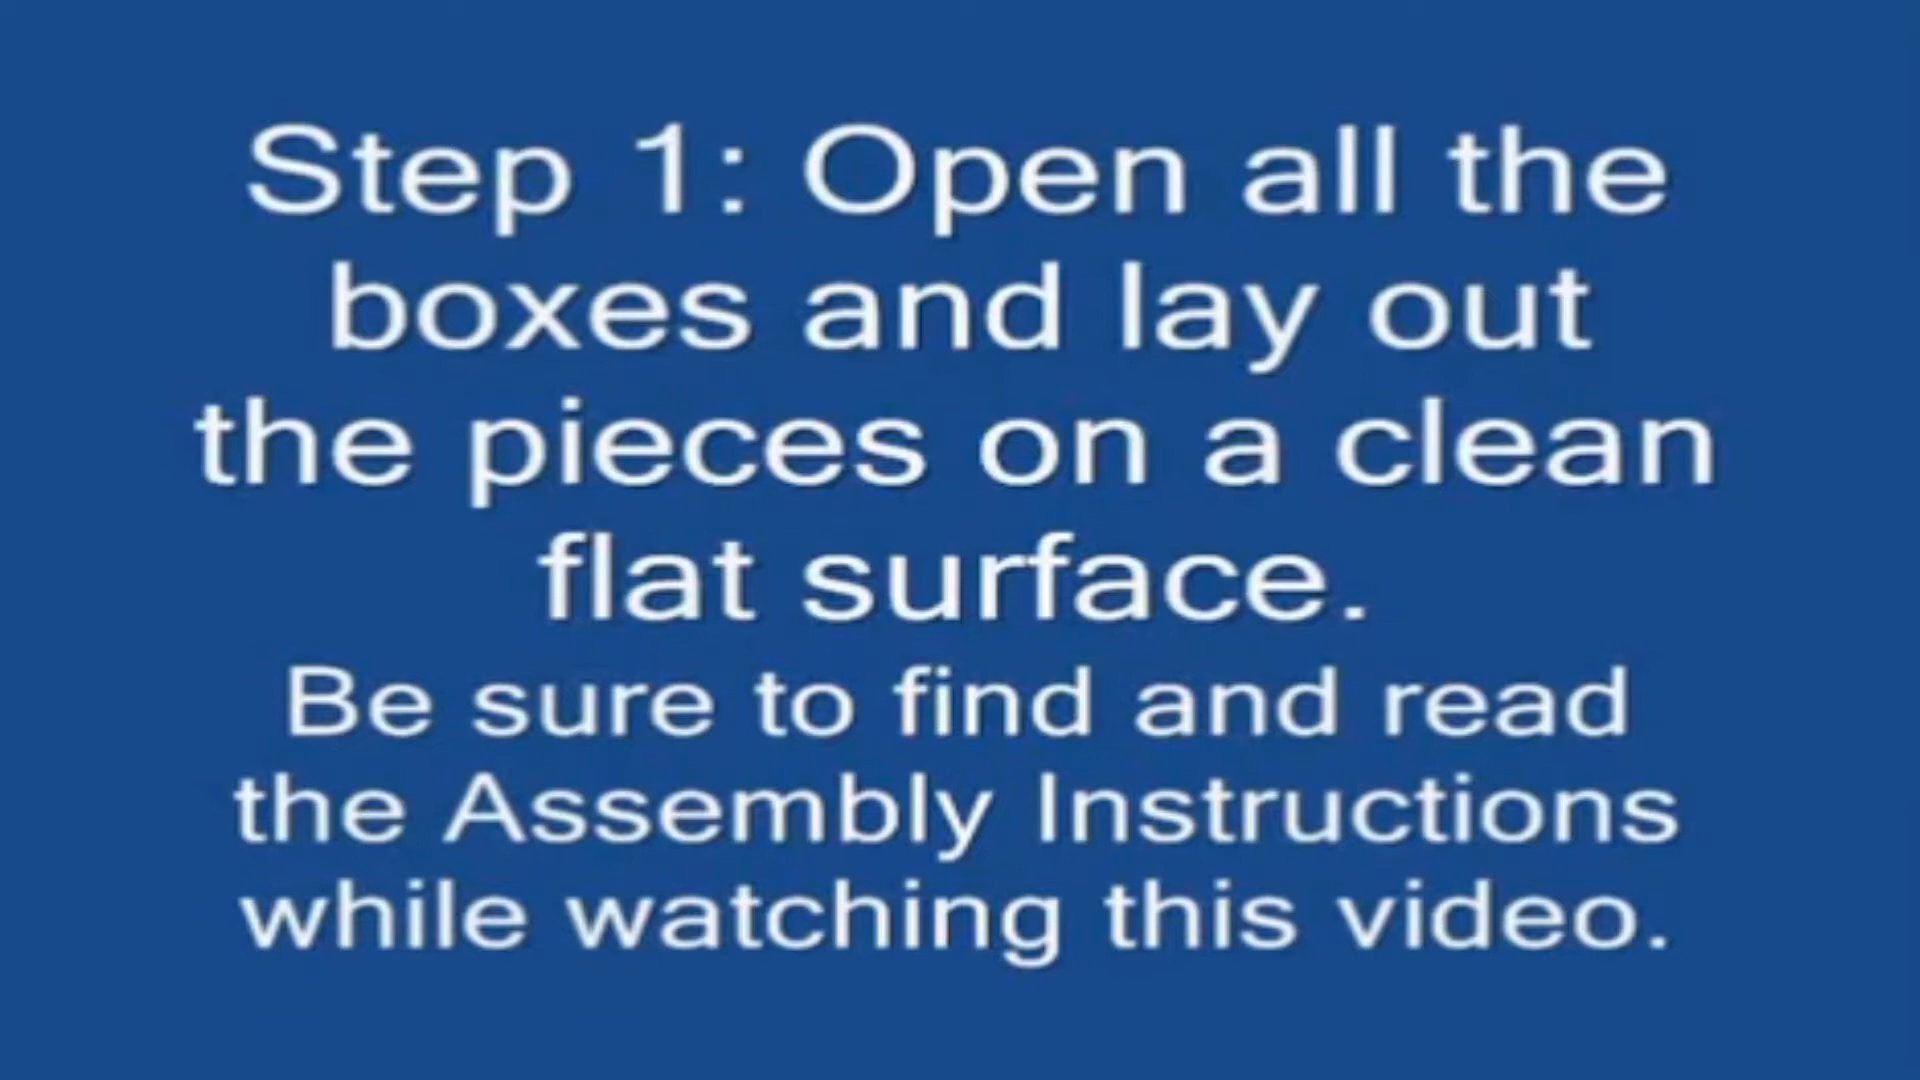 Step 1: Open all the
boxes and lay out
the pieces on a clean
flat surface.
Be sure to find and read
the Assembly Instructions
while watching this video.